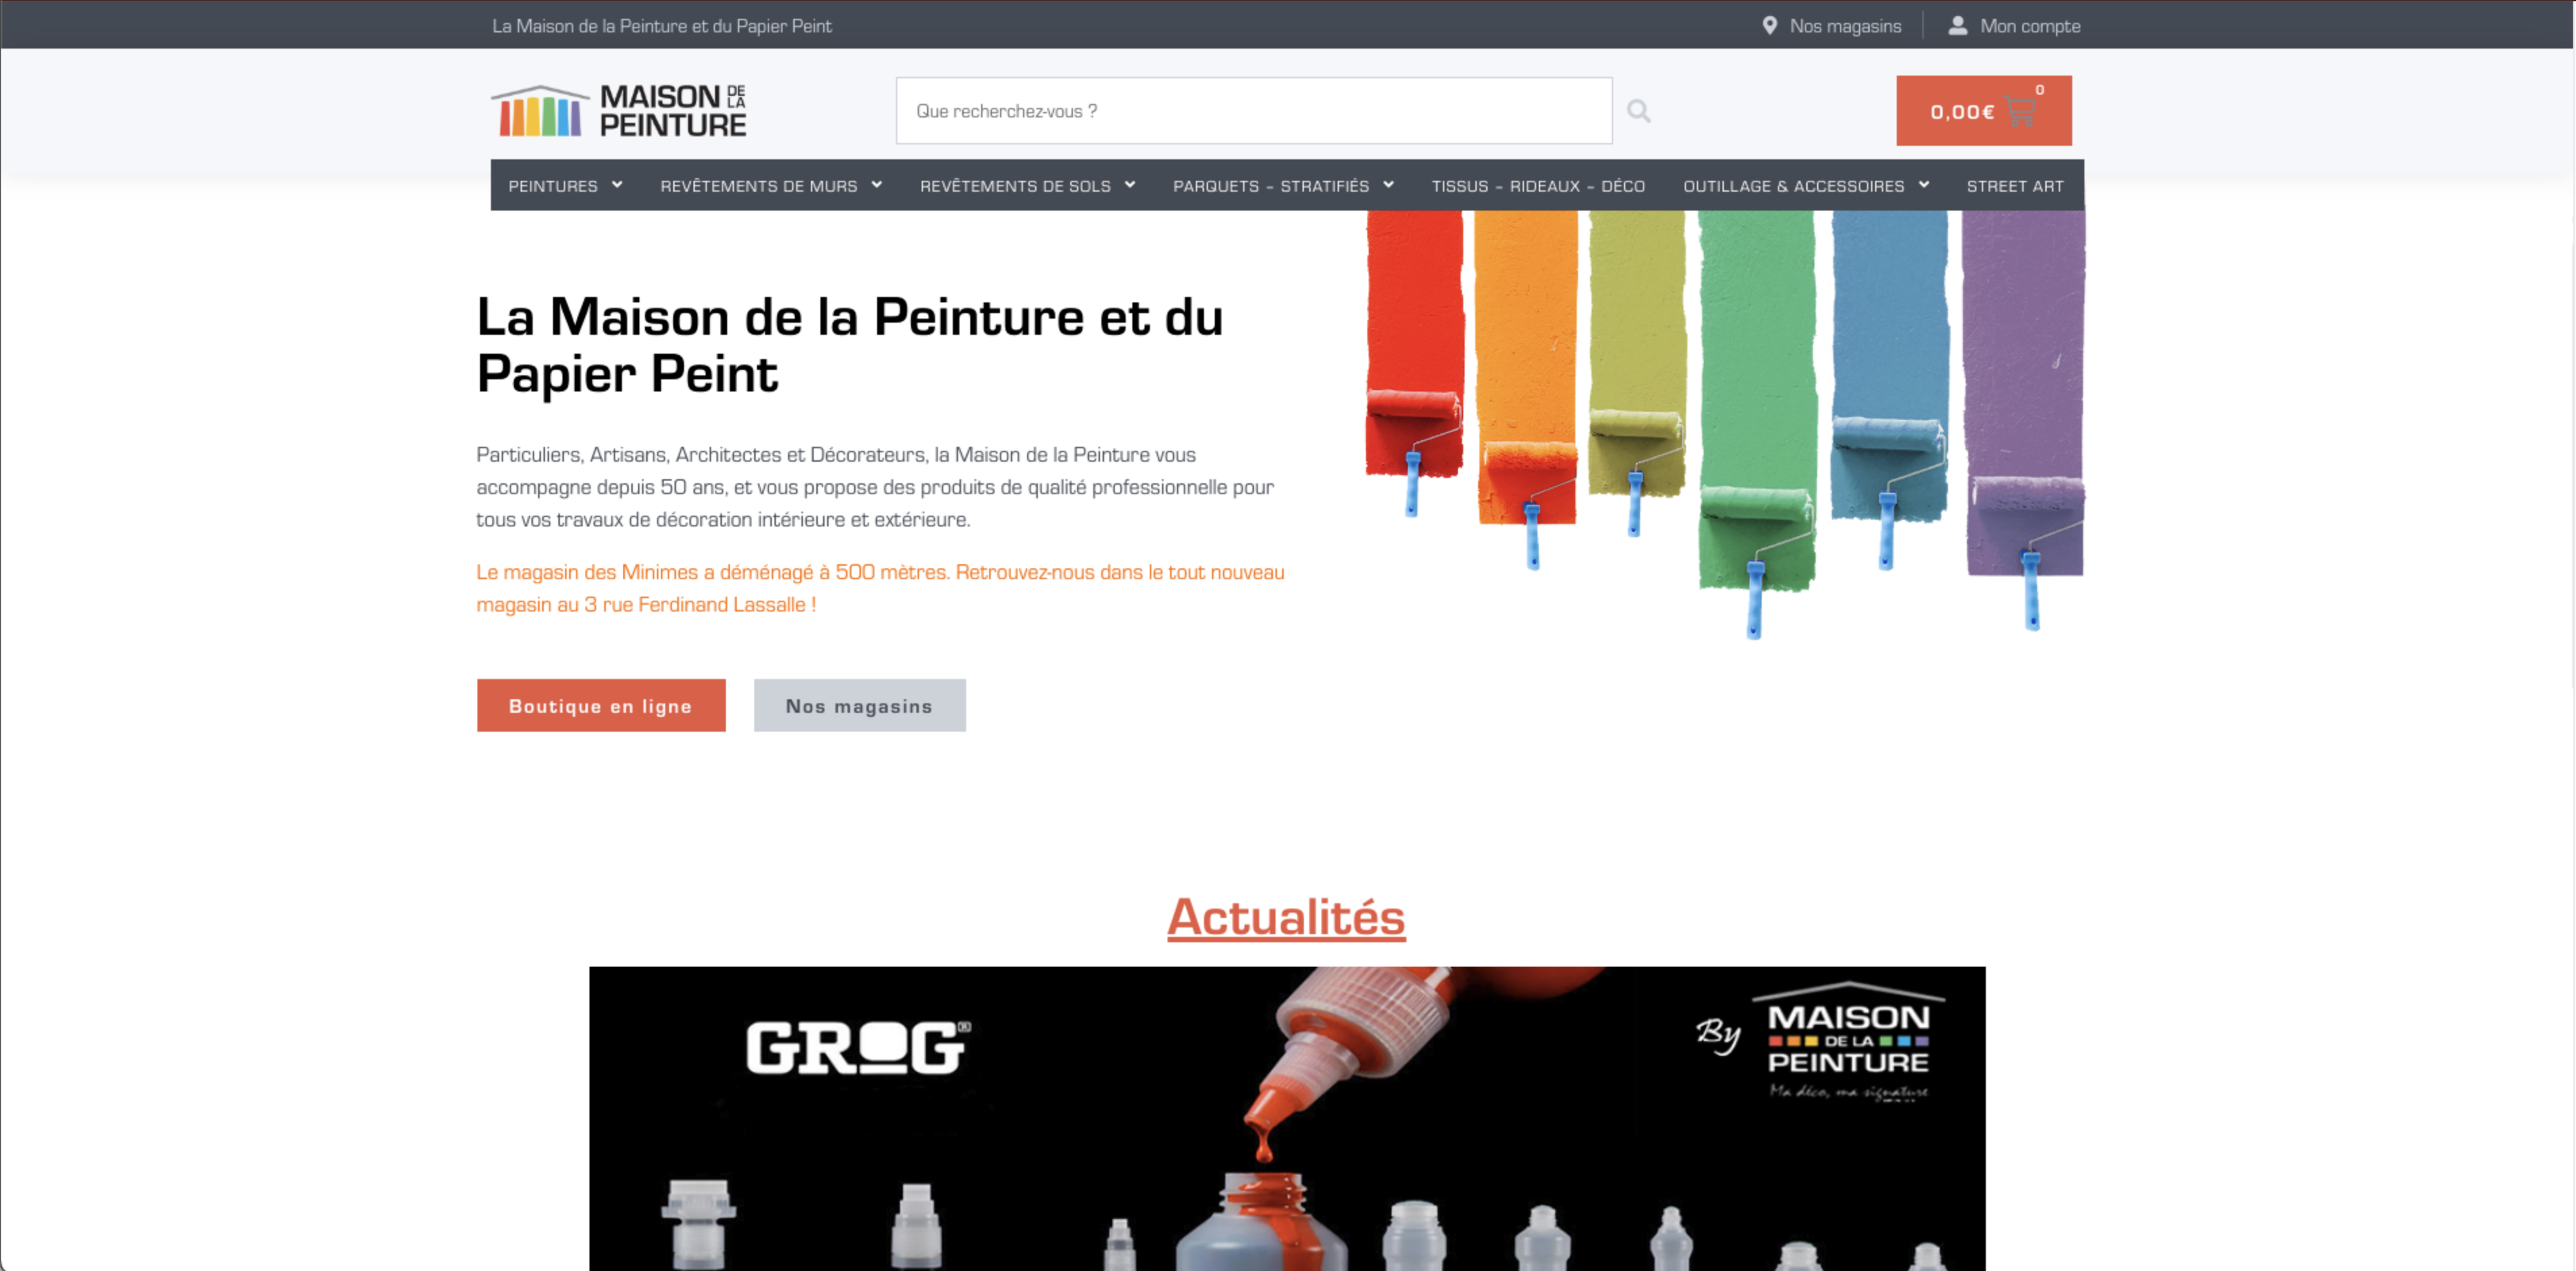 La Maison de la Peinture et du Papier Peint
Nos magasins
Mon compte
MAISON DE LA
PEINTURE
Que recherchez-vous ?
0,00€
0
PEINTURES
REVÊTEMENTS DE MURS
REVÊTEMENTS DE SOLS
PARQUETS – STRATIFIÉS
TISSUS – RIDEAUX – DÉCO
OUTILLAGE & ACCESSOIRES
STREET ART
La Maison de la Peinture et du
Papier Peint
Particuliers, Artisans, Architectes et Décorateurs, la Maison de la Peinture vous
accompagne depuis 50 ans, et vous propose des produits de qualité professionnelle pour
tous vos travaux de décoration intérieure et extérieure.
Le magasin des Minimes a déménagé à 500 mètres. Retrouvez-nous dans le tout nouveau
magasin au 3 rue Ferdinand Lassalle !
Boutique en ligne
Nos magasins
Actualités
GROG®
By
MAISON
DE LA
PEINTURE
Ma déco, ma signature